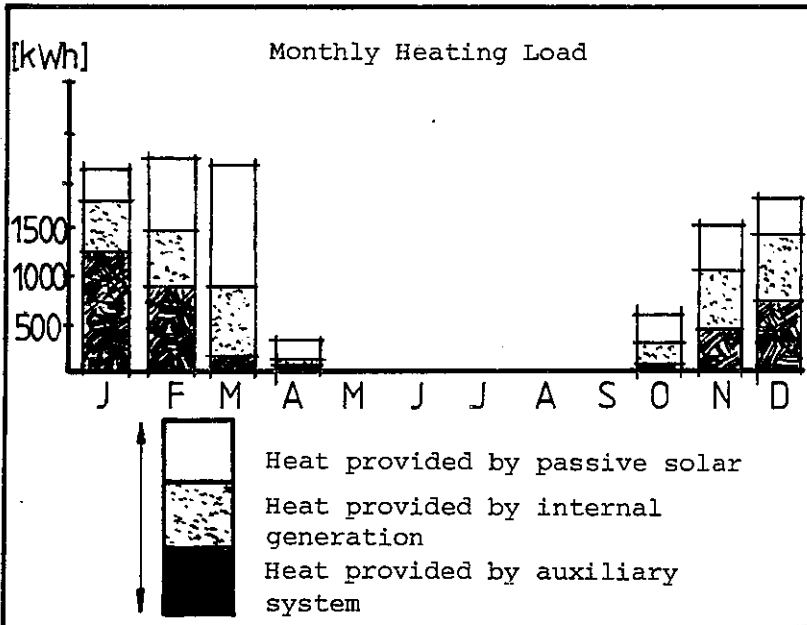 Monthly Heating Load
[kWh]
1500
1000
500
J F M A M J J A S O N D
Heat provided by passive solar
Heat provided by internal
generation
Heat provided by auxiliary
system